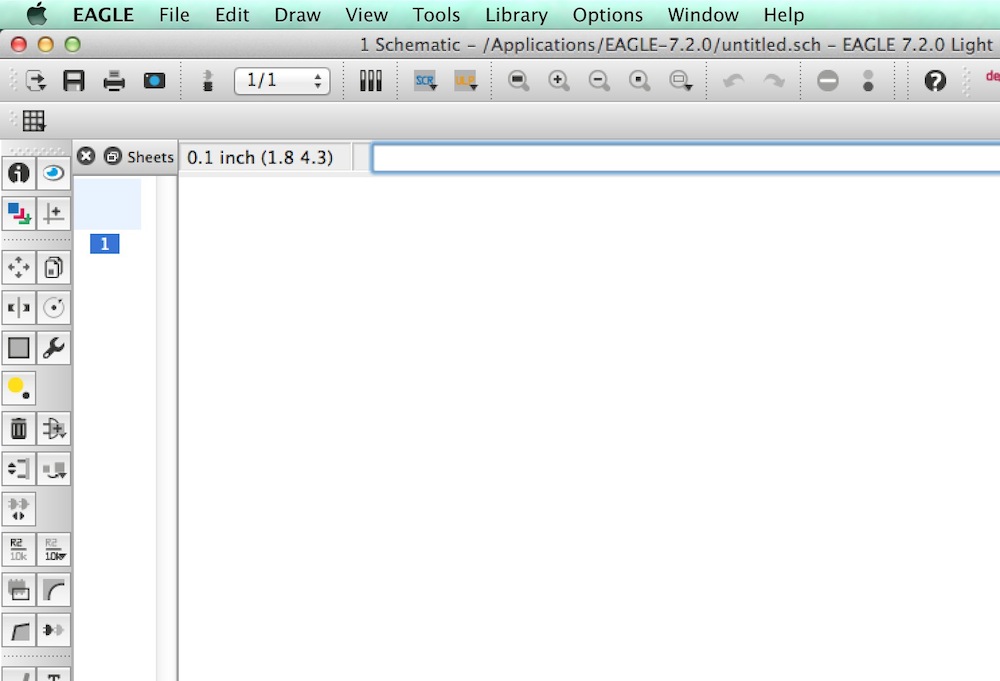 EAGLE File Edit Draw View Tools Library Options Window Help
1 Schematic – /Applications/EAGLE-7.2.0/untitled.sch – EAGLE 7.2.0 Light
1/1 SCR ULP de
Sheets 0.1 inch (1.8 4.3)
1
R2 R2
10k 10k
T